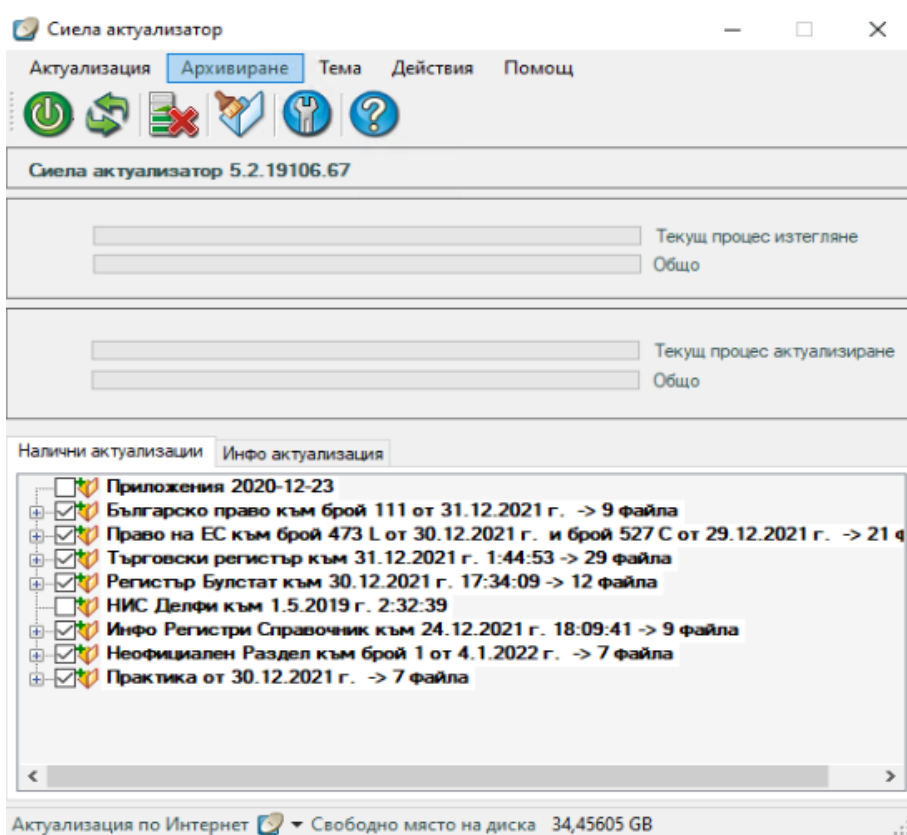 Сиела актуализатор
Актуализация Архивиране Тема Действия Помощ
Сиела актуализатор 5.2.19106.67
Текущ процес изтегляне
Общо
Текущ процес актуализиране
Общо
Налични актуализации Инфо актуализация
Приложения 2020-12-23
Българско право към брой 111 от 31.12.2021 г. -> 9 файла
Право на ЕС към брой 473 L от 30.12.2021 г. и брой 527 C от 29.12.2021 г. -> 21
Търговски регистър към 31.12.2021 г. 1:44:53 -> 29 файла
Регистър Булстат към 30.12.2021 г. 17:34:09 -> 12 файла
НИС Делфи към 1.5.2019 г. 2:32:39
Инфо Регистри Справочник към 24.12.2021 г. 18:09:41 -> 9 файла
Неофициален Раздел към брой 1 от 4.1.2022 г. -> 7 файла
Практика от 30.12.2021 г. -> 7 файла
Актуализация по Интернет Свободно място на диска 34,45605 GB